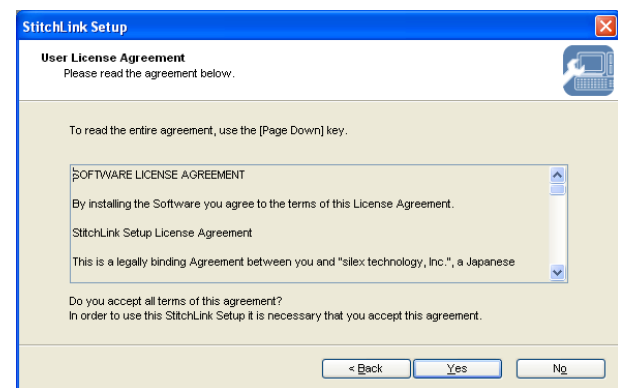 StitchLink Setup
User License Agreement
Please read the agreement below.
To read the entire agreement, use the [Page Down] key.
SOFTWARE LICENSE AGREEMENT
By installing the Software you agree to the terms of this License Agreement.
StitchLink Setup License Agreement
This is a legally binding Agreement between you and "silex technology, Inc.", a Japanese
Do you accept all terms of this agreement?
In order to use this StitchLink Setup it is necessary that you accept this agreement.
< Back Yes No